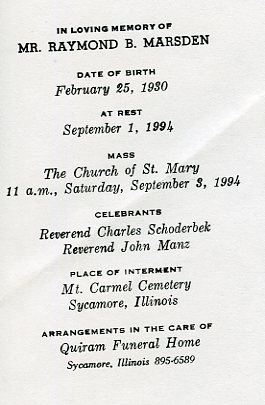 IN LOVING MEMORY OF
MR. RAYMOND B. MARSDEN
DATE OF BIRTH
February 25, 1930
AT REST
September 1, 1994
MASS
The Church of St. Mary
11 a.m., Saturday, September 3, 1994
CELEBRANTS
Reverend Charles Schoderbek
Reverend John Manz
PLACE OF INTERMENT
Mt. Carmel Cemetery
Sycamore, Illinois
ARRANGEMENTS IN THE CARE OF
Quiram Funeral Home
Sycamore, Illinois 895-6589